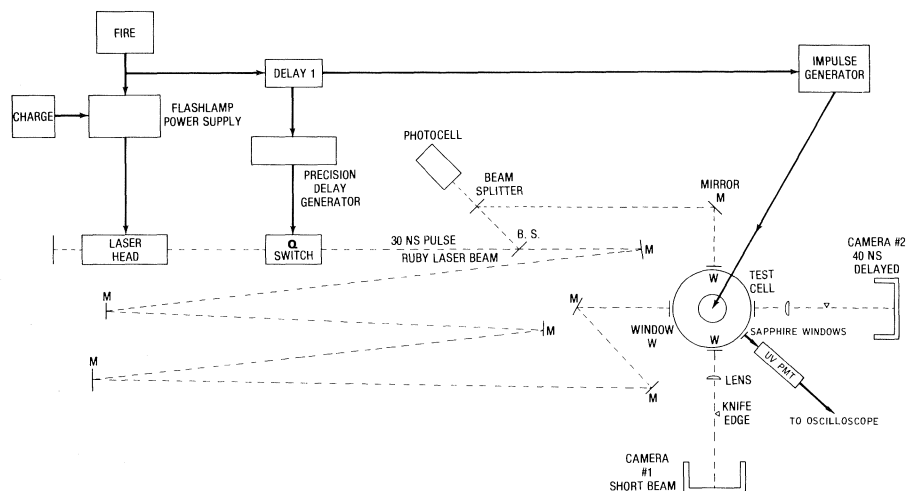 FIRE
DELAY 1
IMPULSE
GENERATOR
CHARGE
FLASHLAMP
POWER SUPPLY
PHOTOCELL
PRECISION
DELAY
GENERATOR
BEAM
SPLITTER
MIRROR
M
LASER
HEAD
Q
SWITCH
30 NS PULSE
RUBY LASER BEAM
B. S.
M
CAMERA #2
40 NS
DELAYED
W
TEST
CELL
M
M
M
WINDOW
W
W
SAPPHIRE WINDOWS
UV PMT
M
M
LENS
KNIFE
EDGE
TO OSCILLOSCOPE
CAMERA
#1
SHORT BEAM